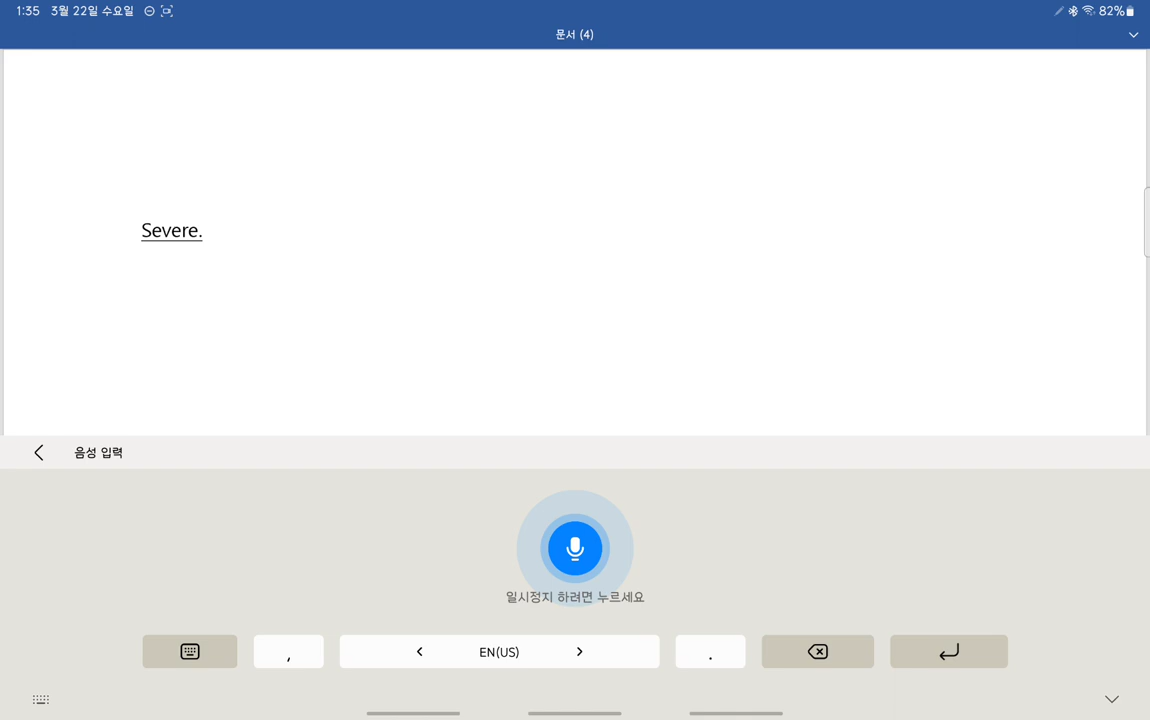 1:35 3월 22일 수요일
82%
문서 (4)
Severe.
음성 입력
일시정지 하려면 누르세요
, < EN(US) > .